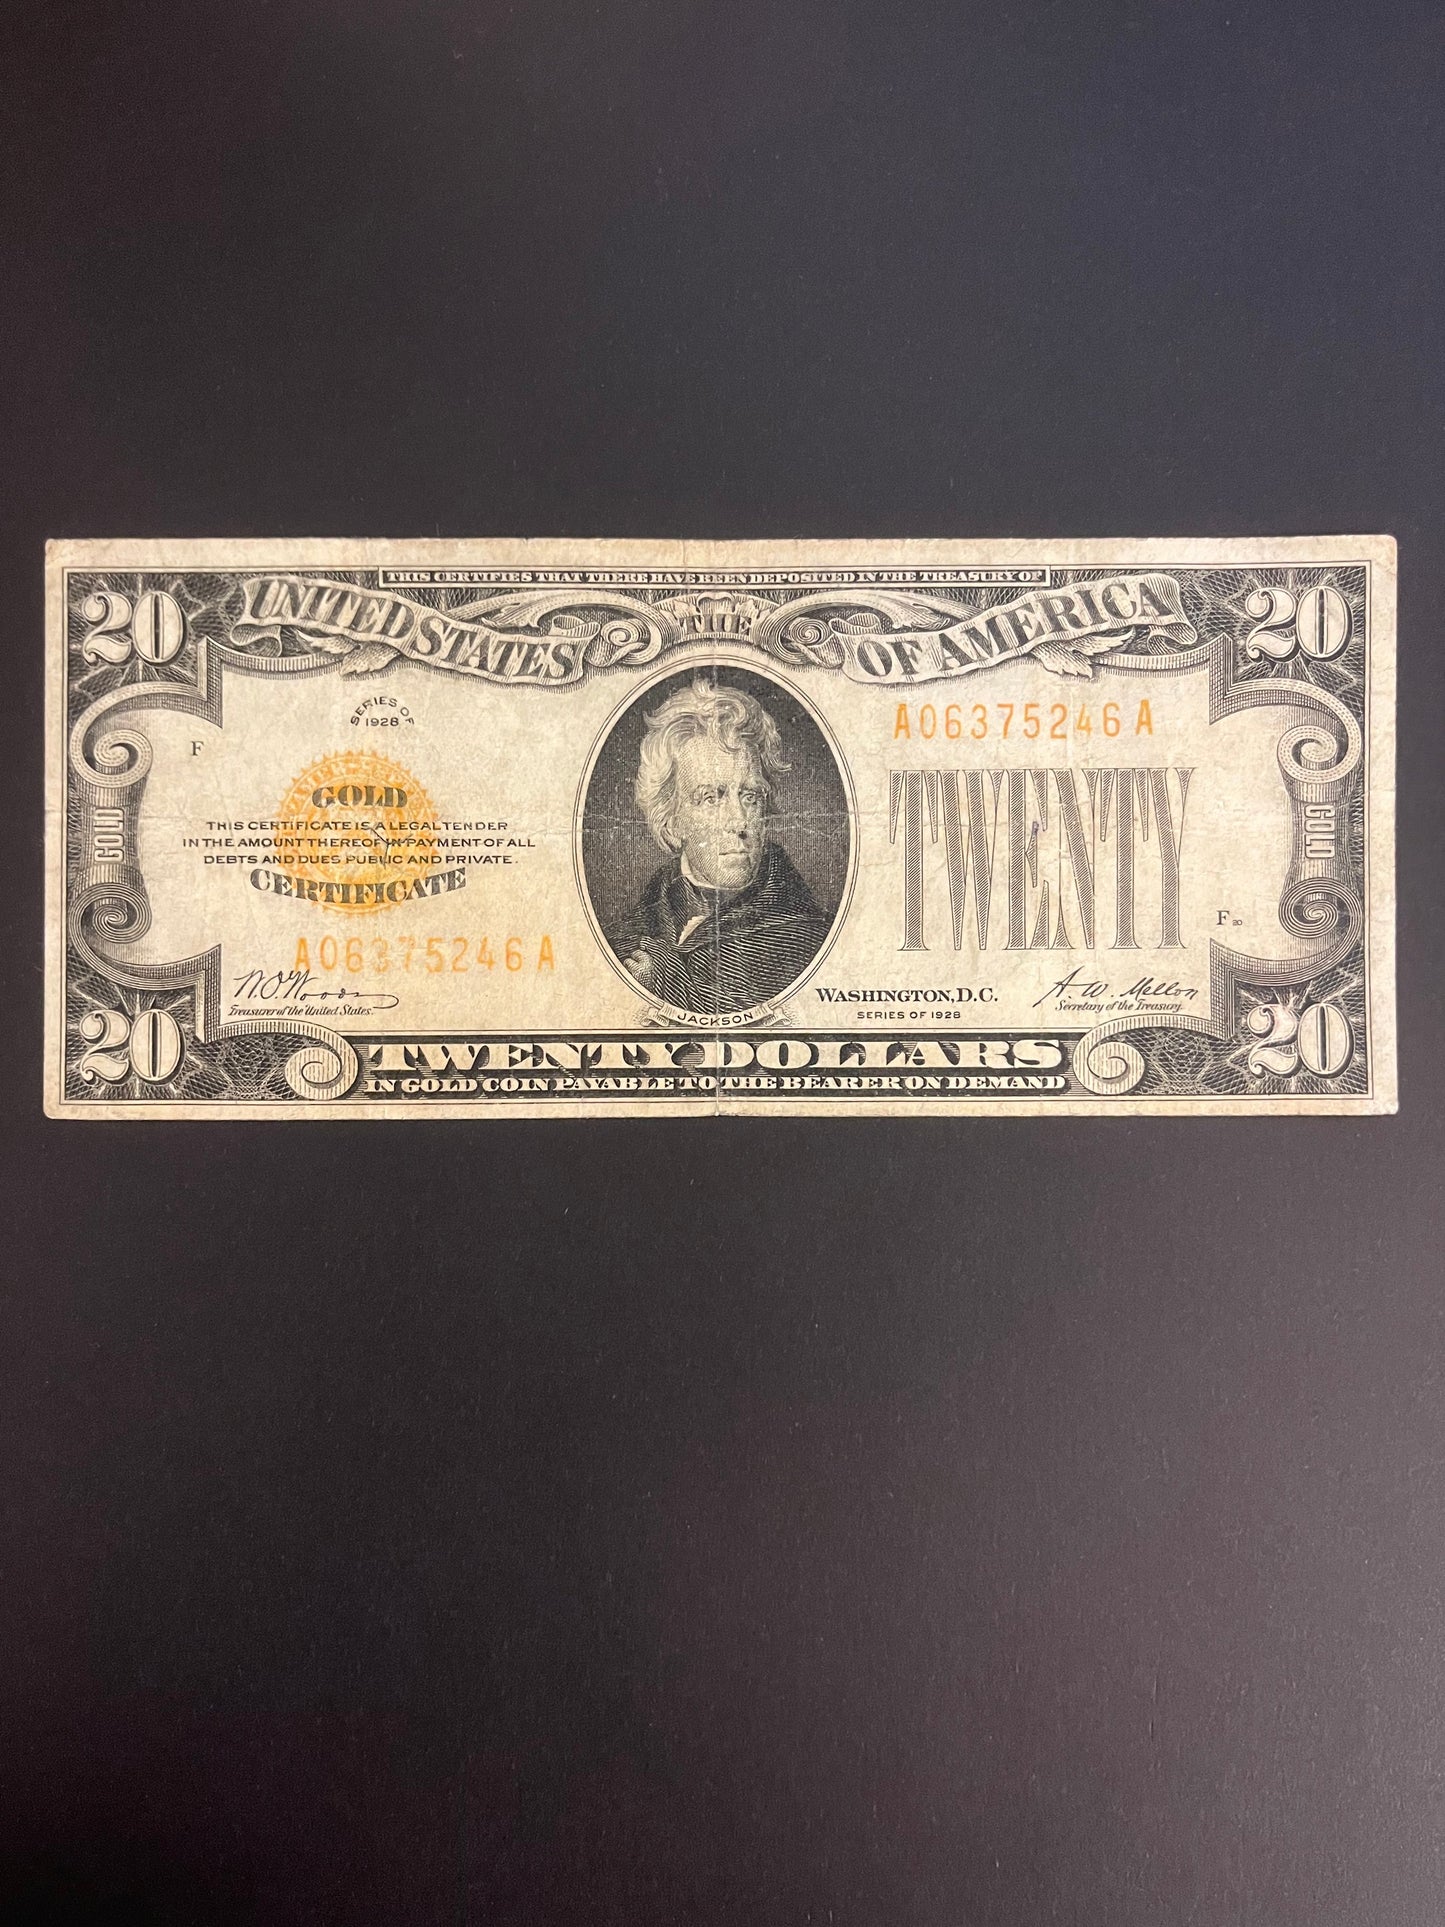 THIS CERTIFIES THAT THERE HAVE BEEN DEPOSITED IN THE TREASURY OF
20 UNITED STATES THE OF AMERICA 20
SERIES OF
1928
A06375246A
F
GOLD
THIS CERTIFICATE IS A LEGAL TENDER
IN THE AMOUNT THEREOF IN PAYMENT OF ALL
DEBTS AND DUES PUBLIC AND PRIVATE.
CERTIFICATE
TWENTY
GOLD
GOLD
F 20
A06375246A
W.O. Woods
Treasurer of the United States.
WASHINGTON, D.C.
SERIES OF 1928
A. W. Mellon
Secretary of the Treasury.
JACKSON
20 TWENTY DOLLARS 20
IN GOLD COIN PAYABLE TO THE BEARER ON DEMAND